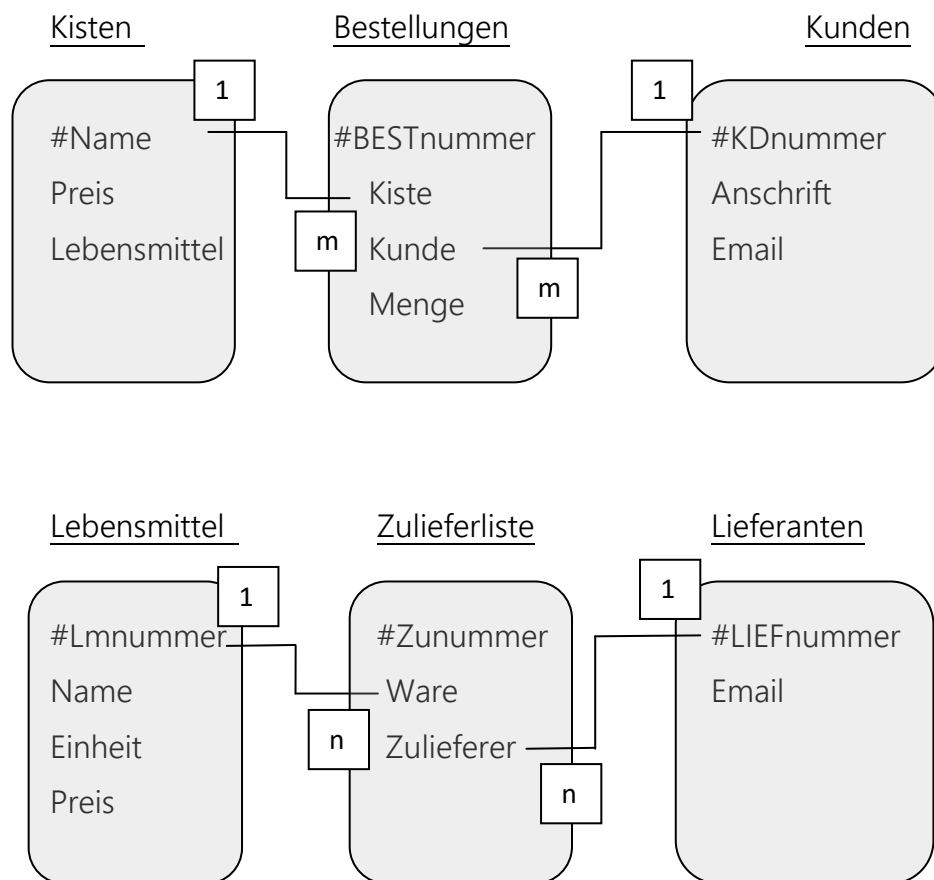 Kisten
Bestellungen
Kunden
1
1
#Name
#BESTnummer
#KDnummer
Preis
Kiste
Anschrift
Lebensmittel
m
Kunde
Email
m
Menge
Lebensmittel
Zulieferliste
Lieferanten
1
1
#Lmnummer
#Zunummer
#LIEFnummer
Name
Ware
Email
n
Einheit
Zulieferer
n
Preis